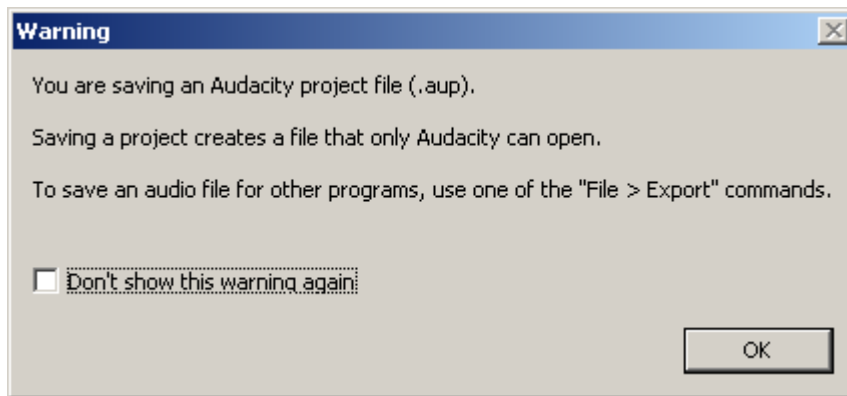 Warning
You are saving an Audacity project file (.aup).
Saving a project creates a file that only Audacity can open.
To save an audio file for other programs, use one of the "File > Export" commands.
Don't show this warning again
OK